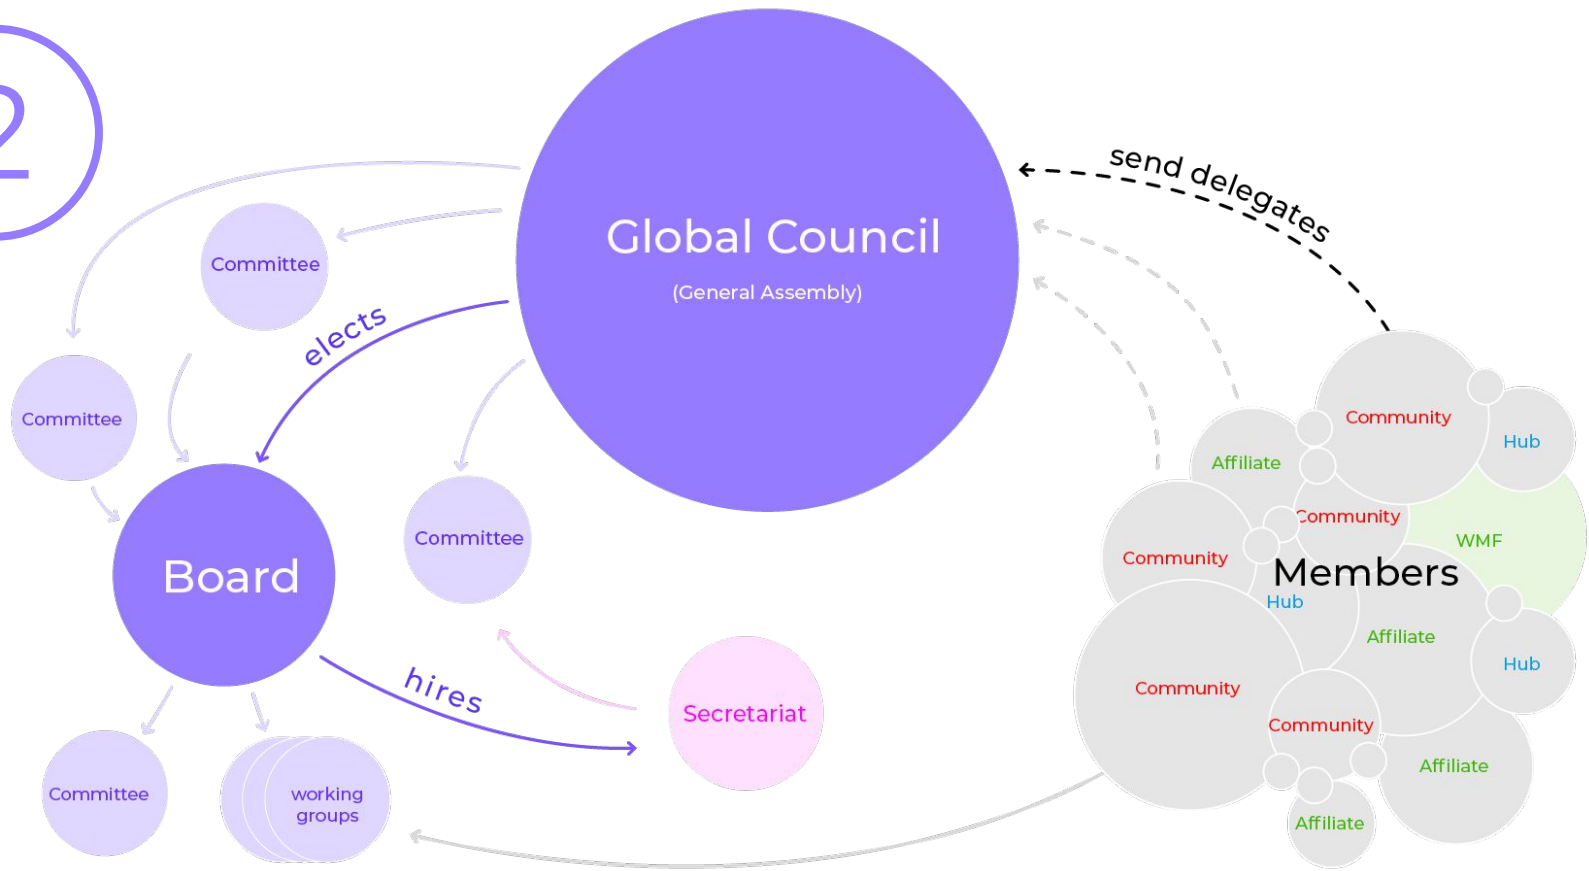 2
send delegates
Global Council
(General Assembly)
Committee
elects
Committee
Committee
Board
hires
Secretariat
Committee
working
groups
Community
Hub
Affiliate
Community
WMF
Community
Members
Hub
Affiliate
Hub
Community
Community
Affiliate
Affiliate